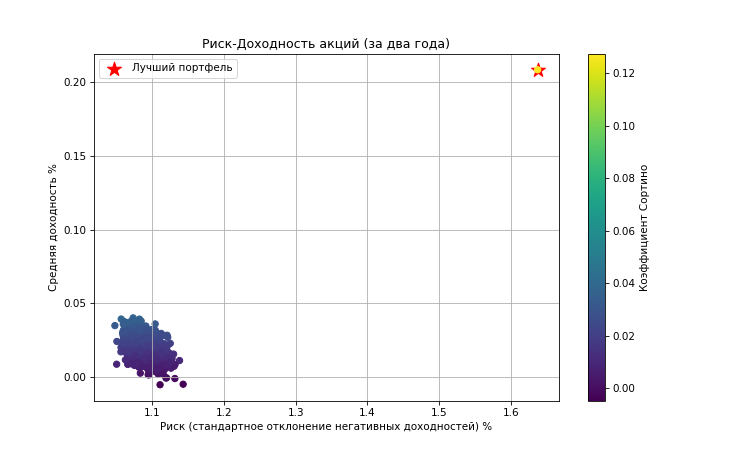 Риск-Доходность акций (за два года)
Лучший портфель
0.20
0.15
0.10
0.05
0.00
Средняя доходность %
1.1 1.2 1.3 1.4 1.5 1.6
Риск (стандартное отклонение негативных доходностей) %
0.12
0.10
0.08
0.06
0.04
0.02
0.00
Коэффициент Сортино